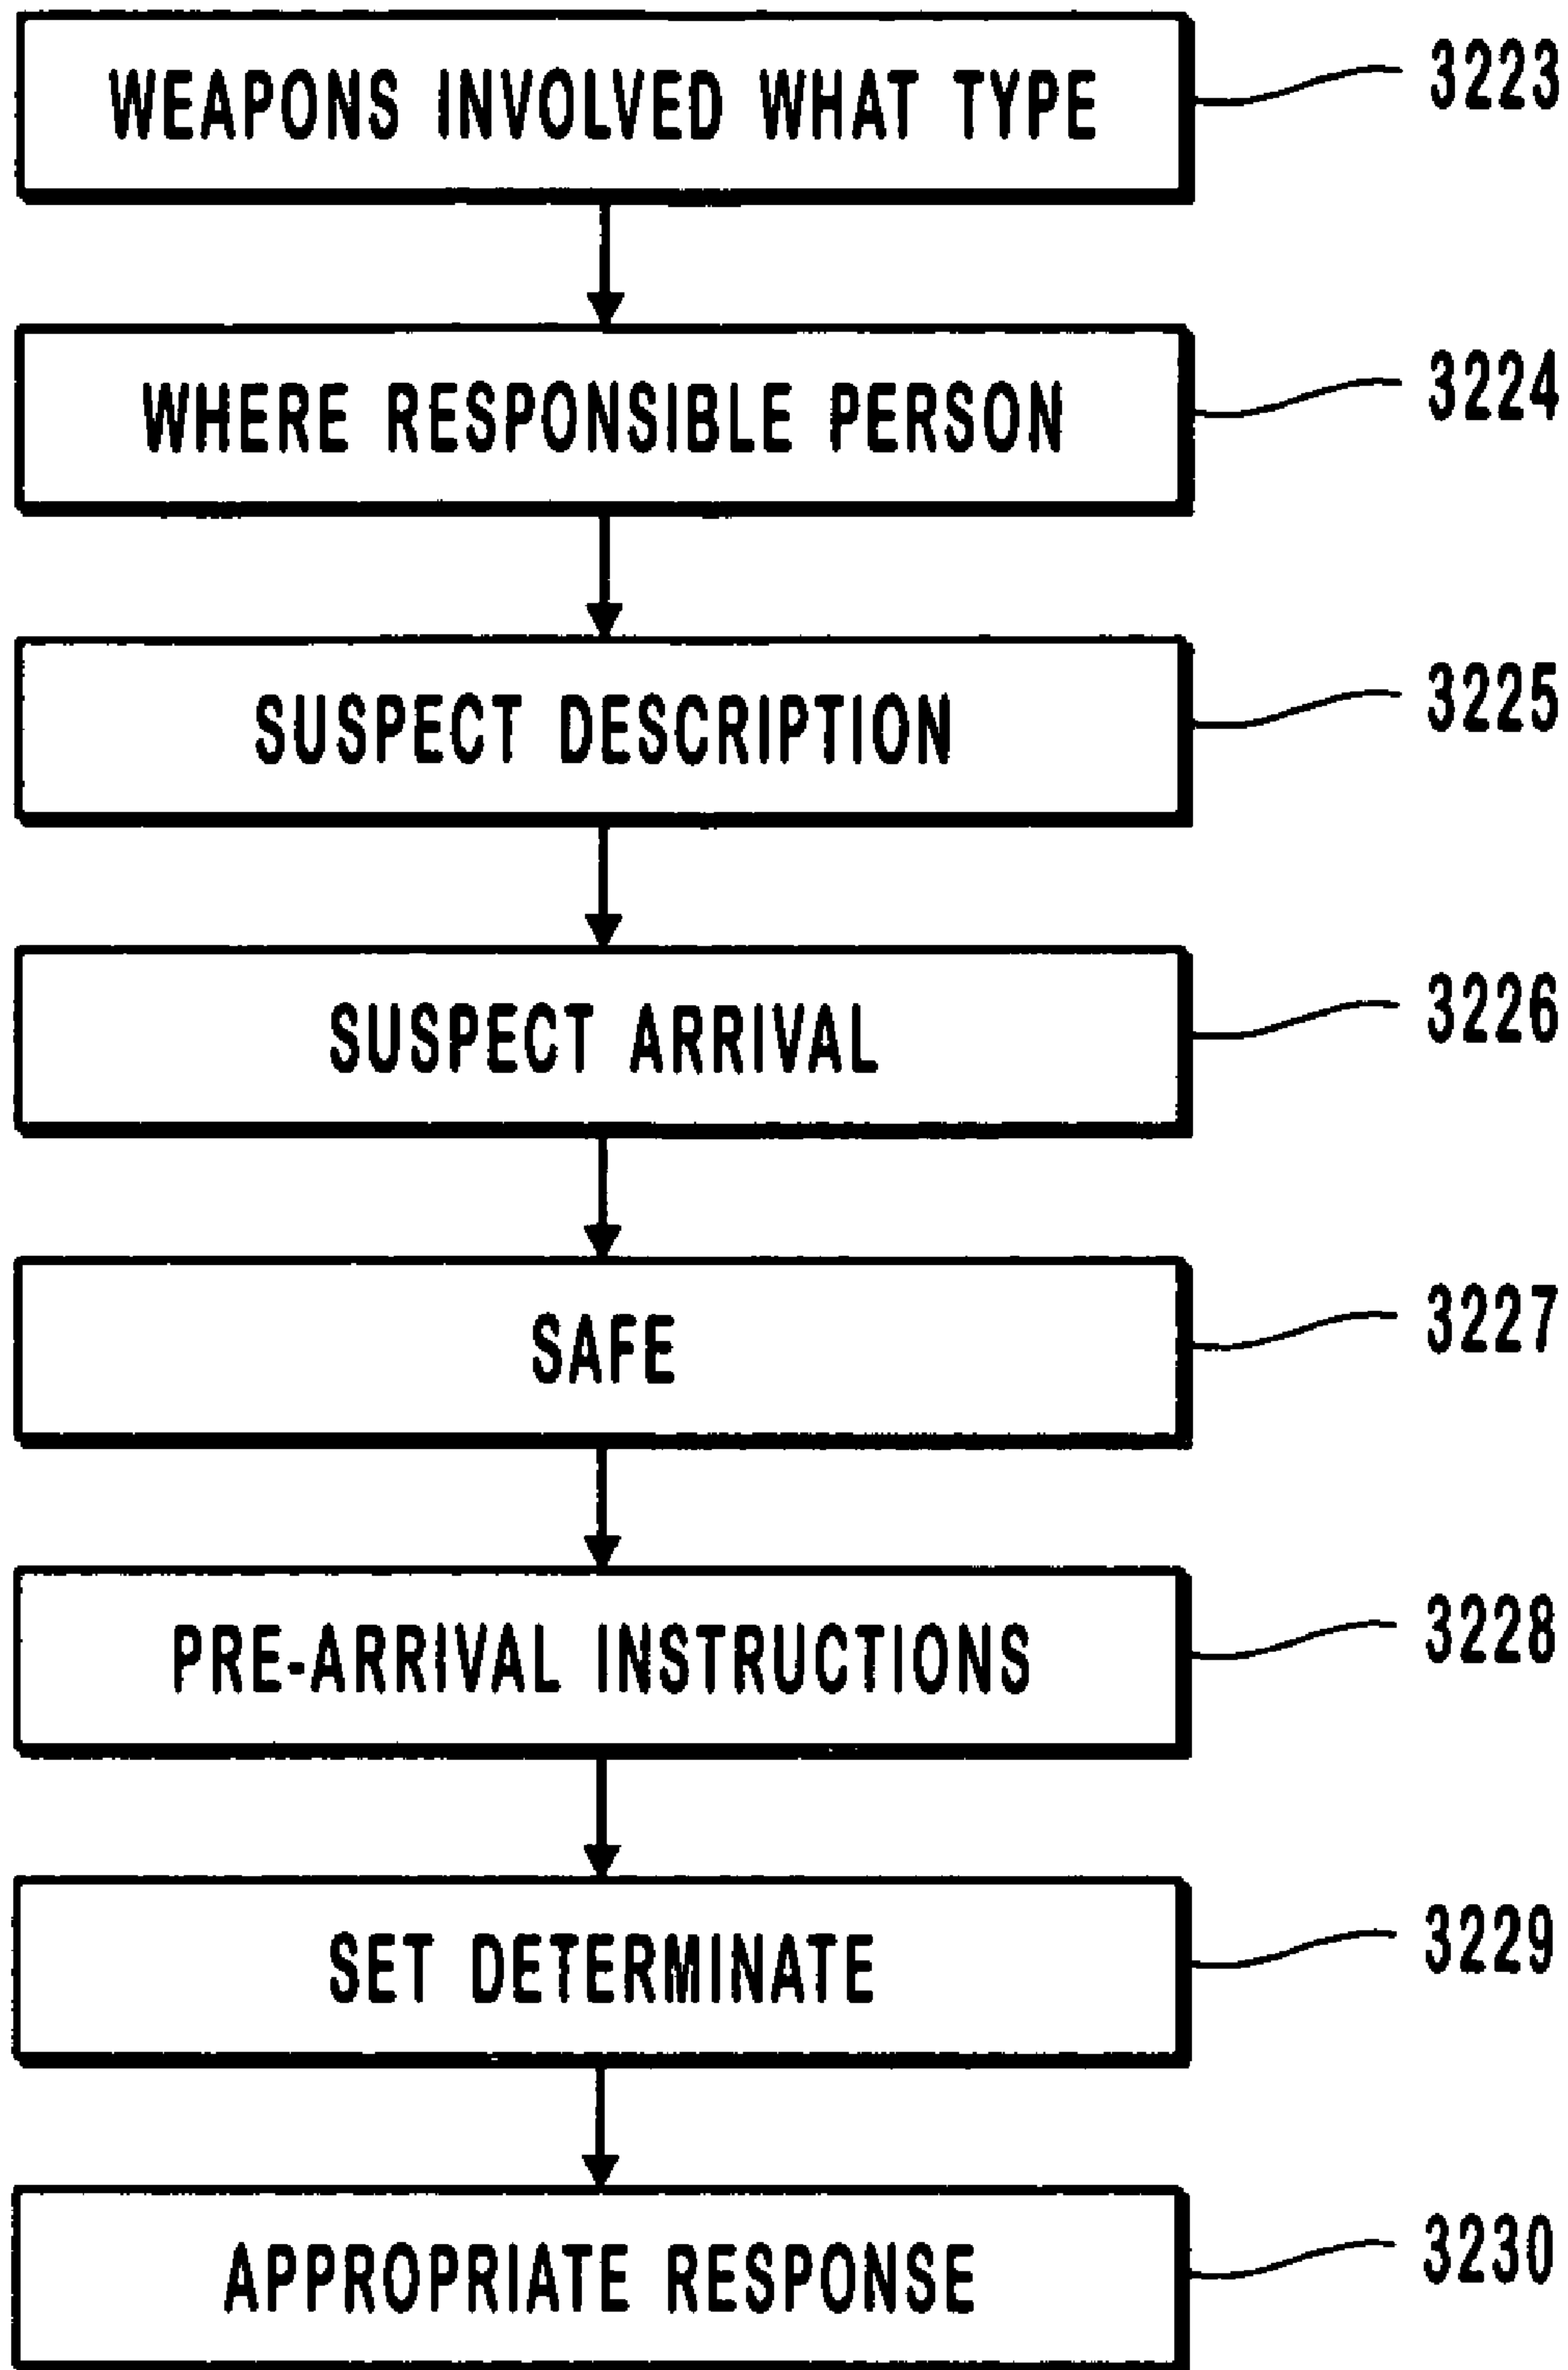 WEAPONS INVOLVED WHAT TYPE 3223
WHERE RESPONSIBLE PERSON 3224
SUSPECT DESCRIPTION 3225
SUSPECT ARRIVAL 3226
SAFE 3227
PRE-ARRIVAL INSTRUCTIONS 3228
SET DETERMINATE 3229
APPROPRIATE RESPONSE 3230